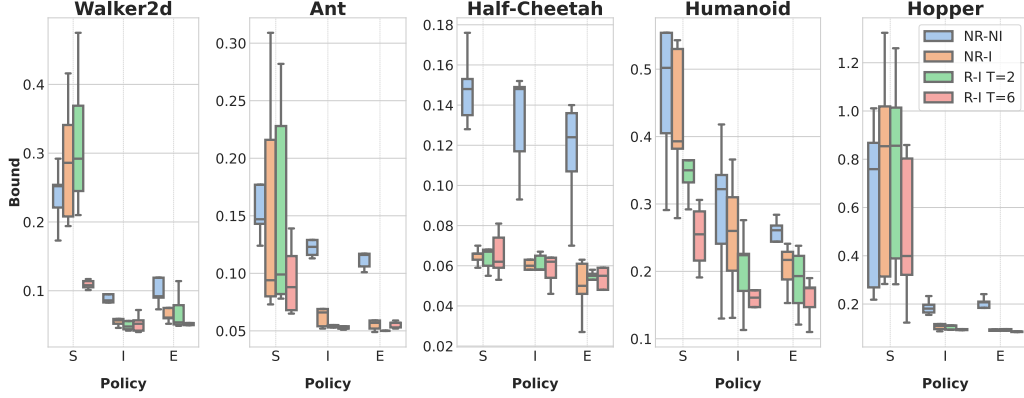 Walker2d
Ant
Half-Cheetah
Humanoid
Hopper
Bound
0.4
0.3
0.2
0.1
S I E
Policy
0.30
0.25
0.20
0.15
0.10
0.05
S I E
Policy
0.18
0.16
0.14
0.12
0.10
0.08
0.06
0.04
0.02
S I E
Policy
0.5
0.4
0.3
0.2
0.1
S I E
Policy
1.2
1.0
0.8
0.6
0.4
0.2
S I E
Policy
NR-NI
NR-I
R-I T=2
R-I T=6